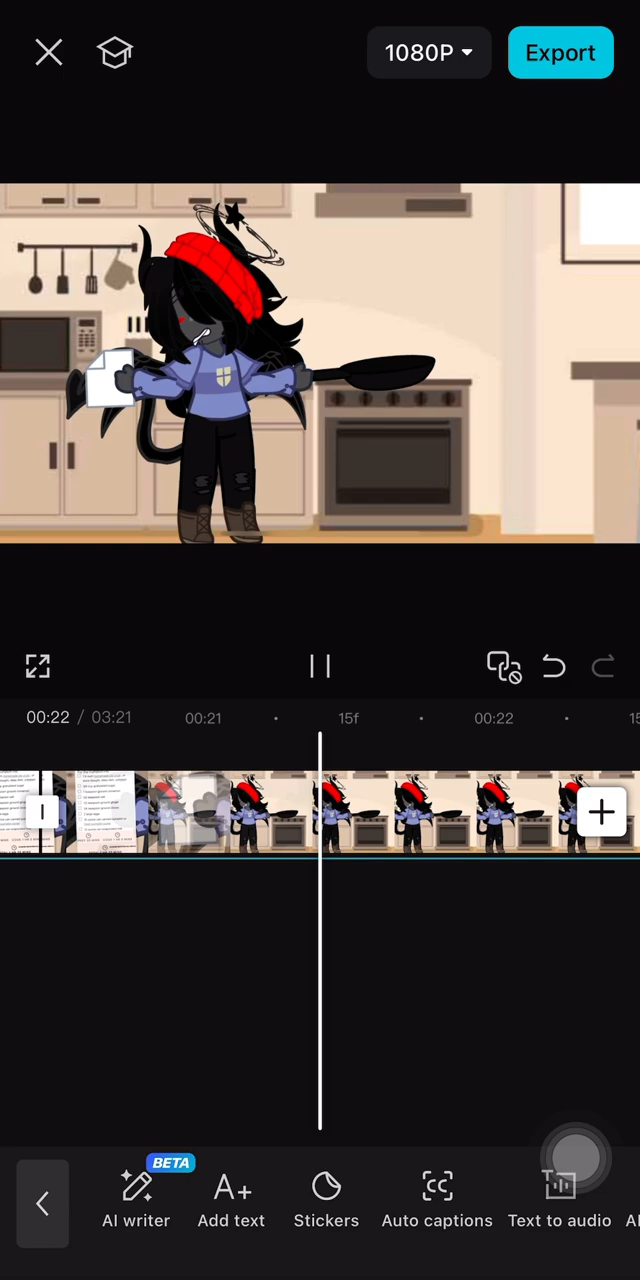 1080P
Export
00:22 / 03:21
00:21
15f
00:22
BETA
AI writer
Add text
Stickers
Auto captions
Text to audio